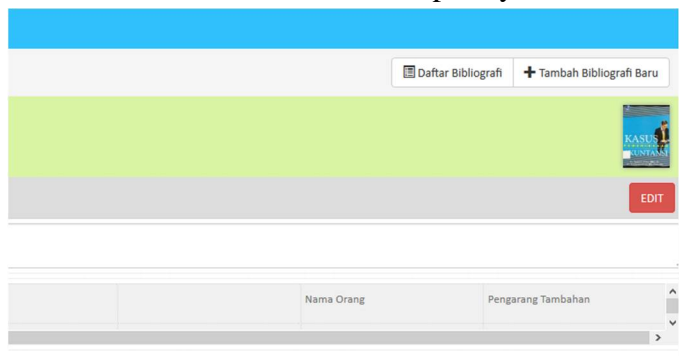 Daftar Bibliografi
Tambah Bibliografi Baru
KASUS
EDIT
Nama Orang
Pengarang Tambahan